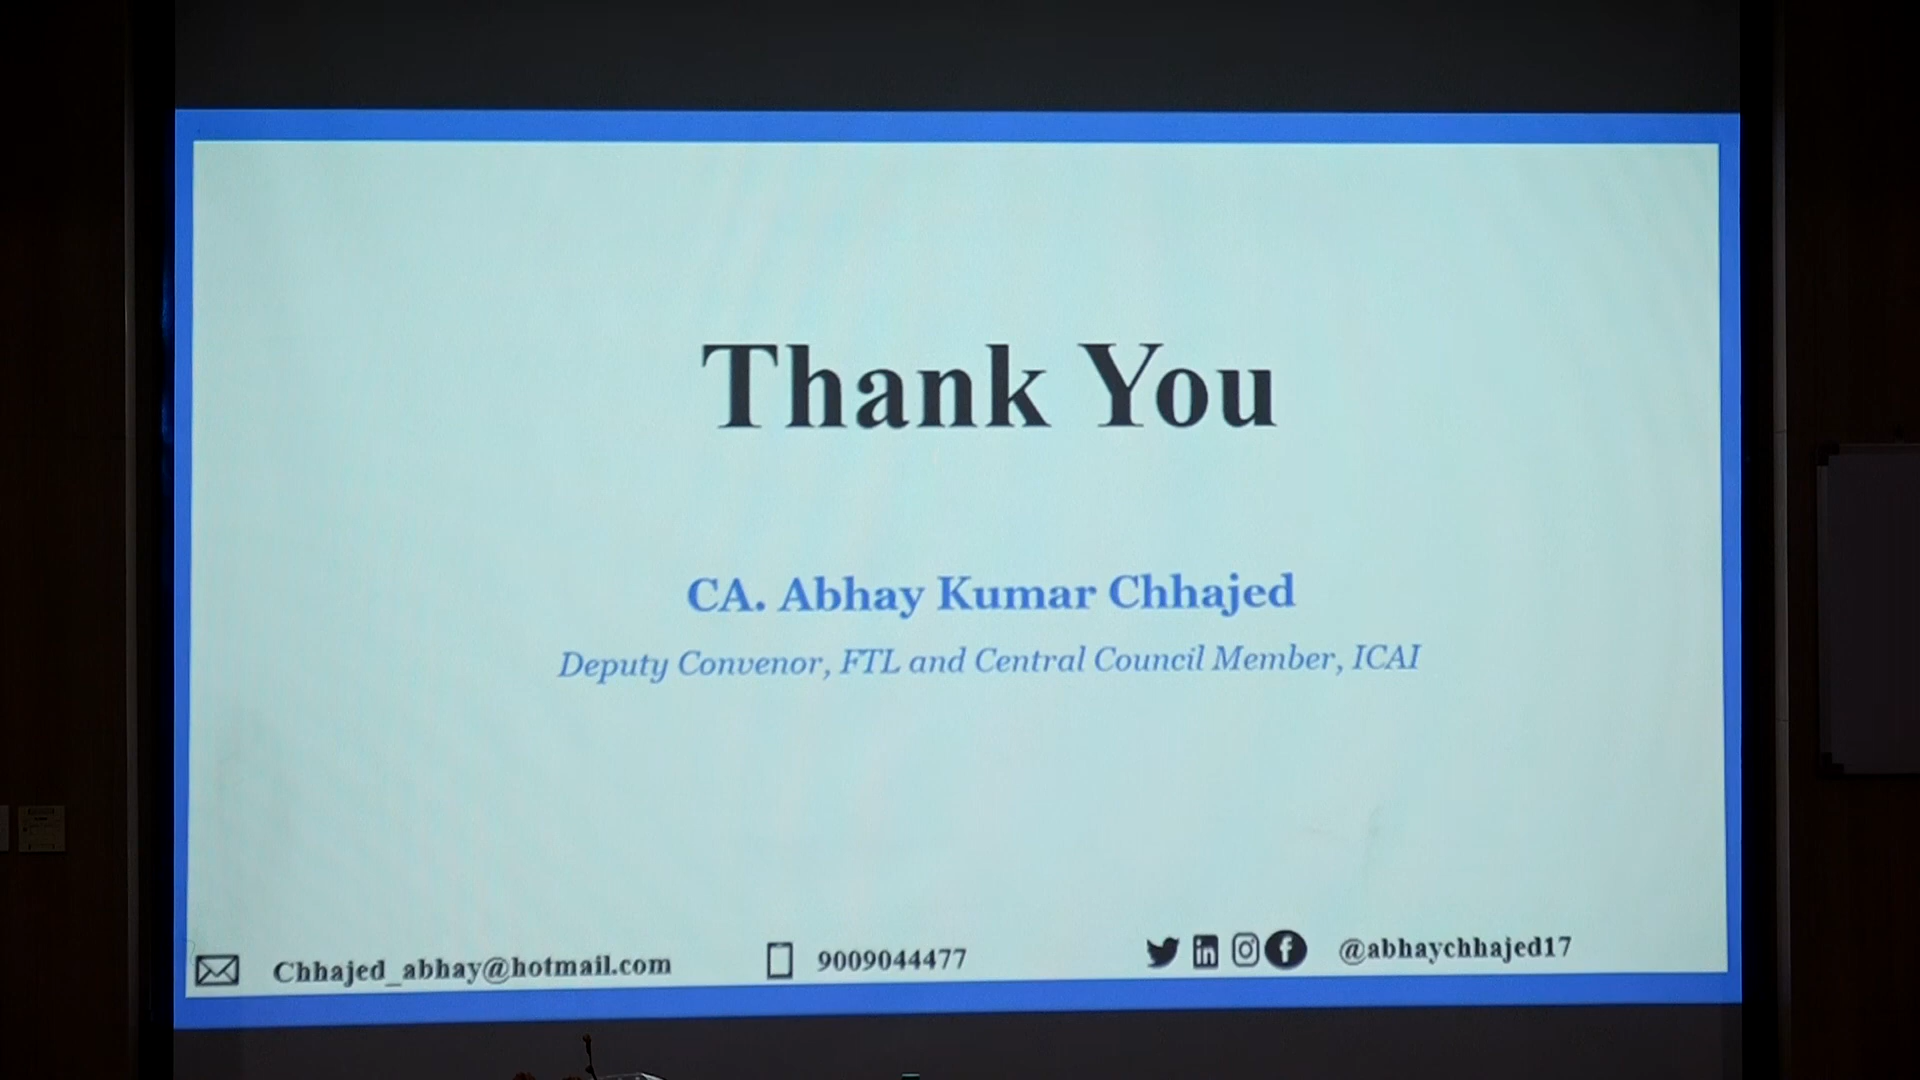 Thank You
CA. Abhay Kumar Chhajed
Deputy Convenor, FTL and Central Council Member, ICAI
Chhajed_abhay@hotmail.com 9009044477 @abhaychhajed17